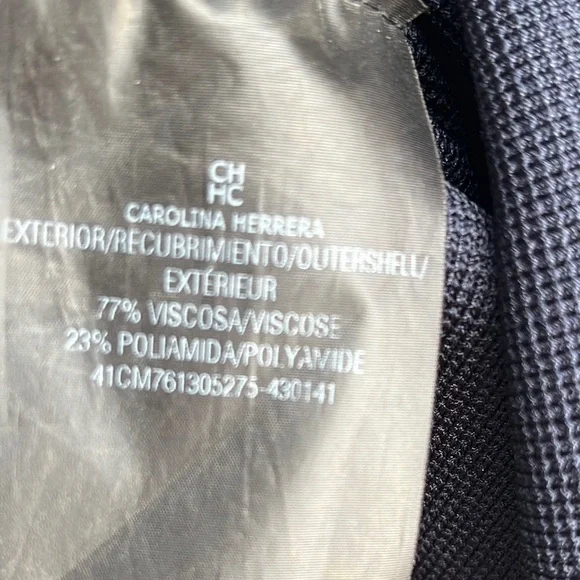 CH
HC
CAROLINA HERRERA
EXTERIOR/RECUBRIMIENTO/OUTERSHELL/
EXTÉRIEUR
77% VISCOSA/VISCOSE
23% POLIAMIDA/POLYAMIDE
41CM761305275-430141